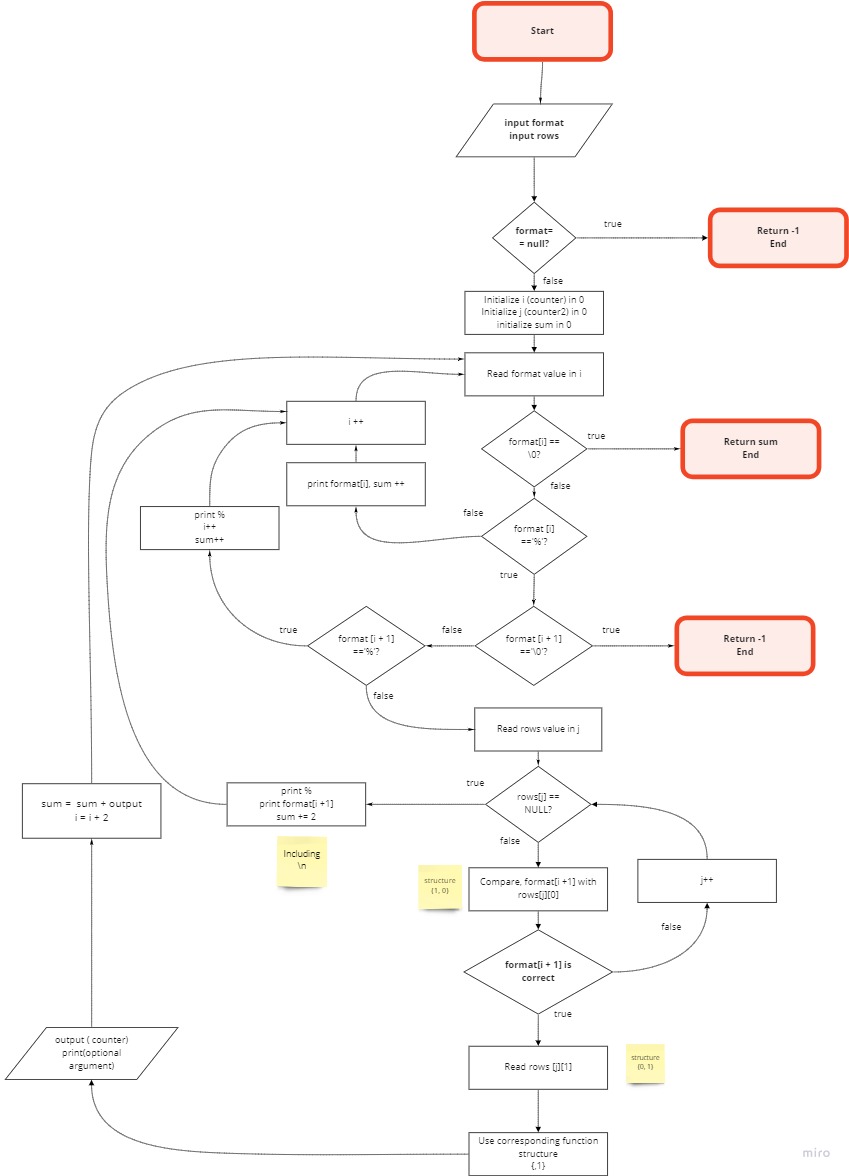 Start
input format
input rows
format=
= null?
true
Return -1
End
false
Initialize i (counter) in 0
Initialize j (counter2) in 0
initialize sum in 0
Read format value in i
i ++
format[i] ==
\0?
true
Return sum
End
false
print format[i], sum ++
format [i]
=='%'?
false
print %
i++
sum++
true
format [i + 1]
=='\0'?
true
Return -1
End
false
format [i + 1]
=='%'?
true
false
Read rows value in j
rows[j] ==
NULL?
true
print %
print format[i +1]
sum += 2
sum = sum + output
i = i + 2
false
Including
\n
structure
{1, 0}
Compare, format[i +1] with
rows[j][0]
j++
false
format[i + 1] is
correct
true
output ( counter)
print(optional
argument)
Read rows [j][1]
structure
{0, 1}
Use corresponding function
structure
{,1}
miro